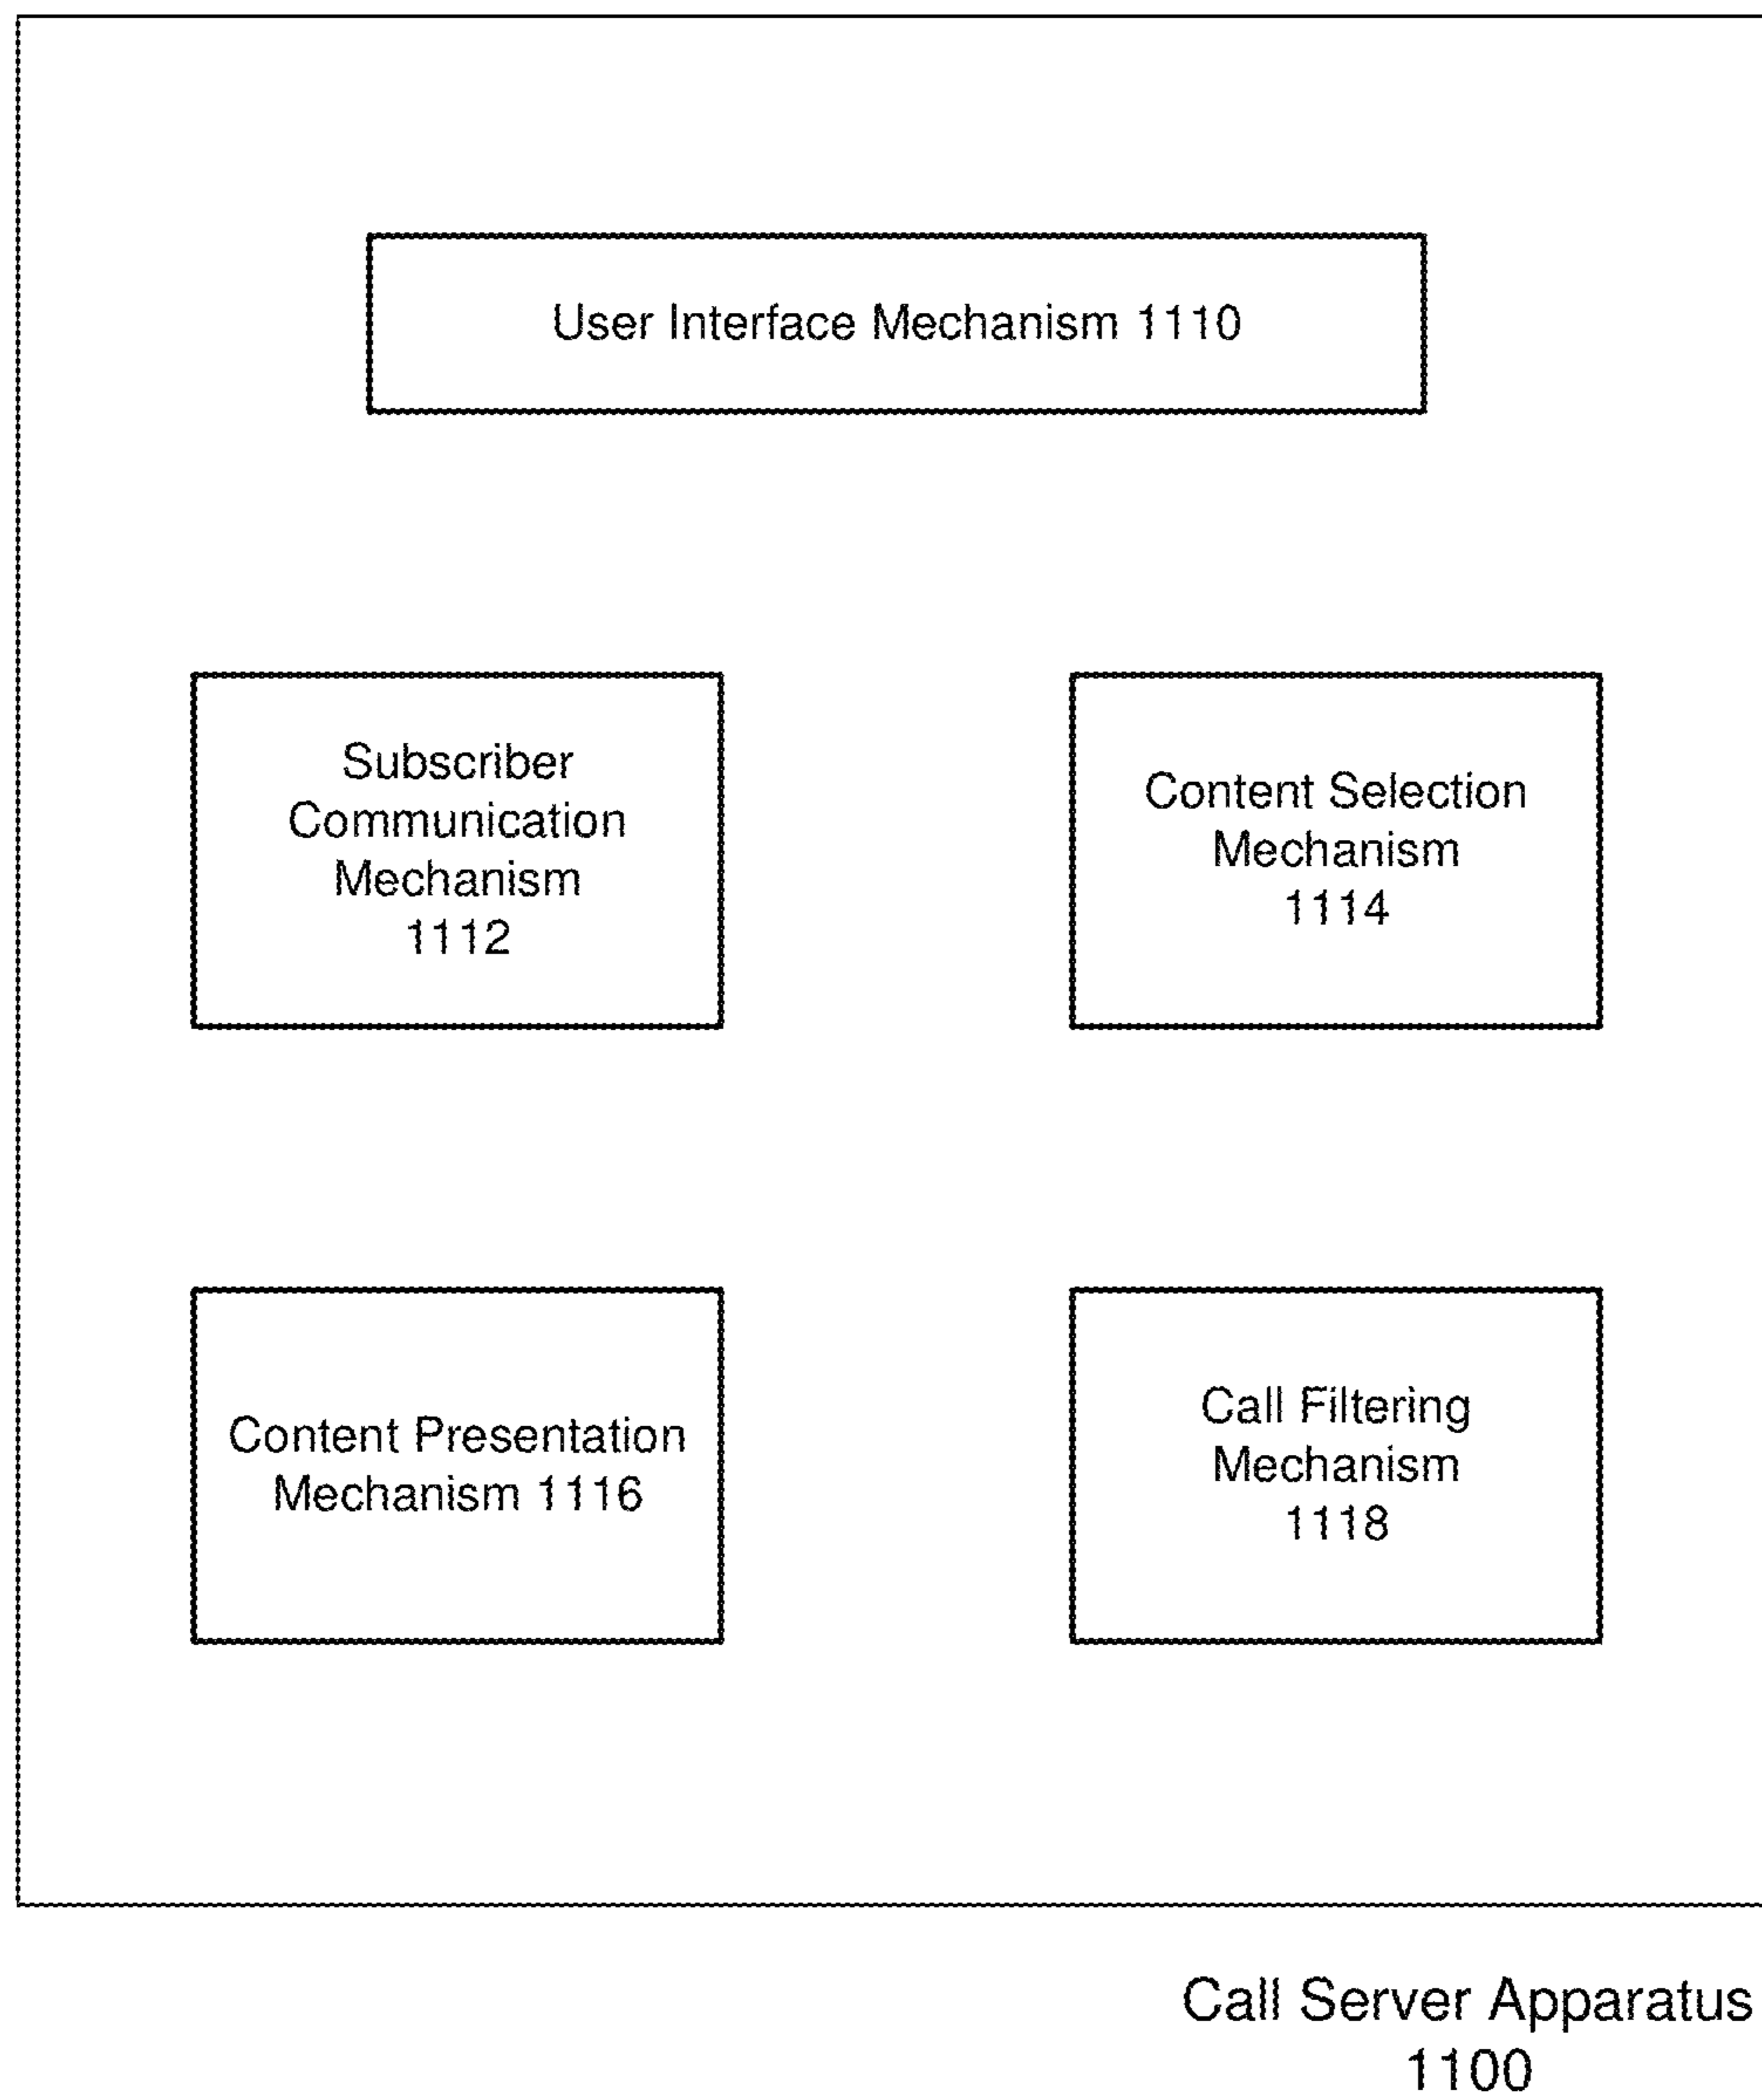 User Interface Mechanism 1110
Subscriber
Communication
Mechanism
1112
Content Selection
Mechanism
1114
Content Presentation
Mechanism 1116
Call Filtering
Mechanism
1118
Call Server Apparatus
1100